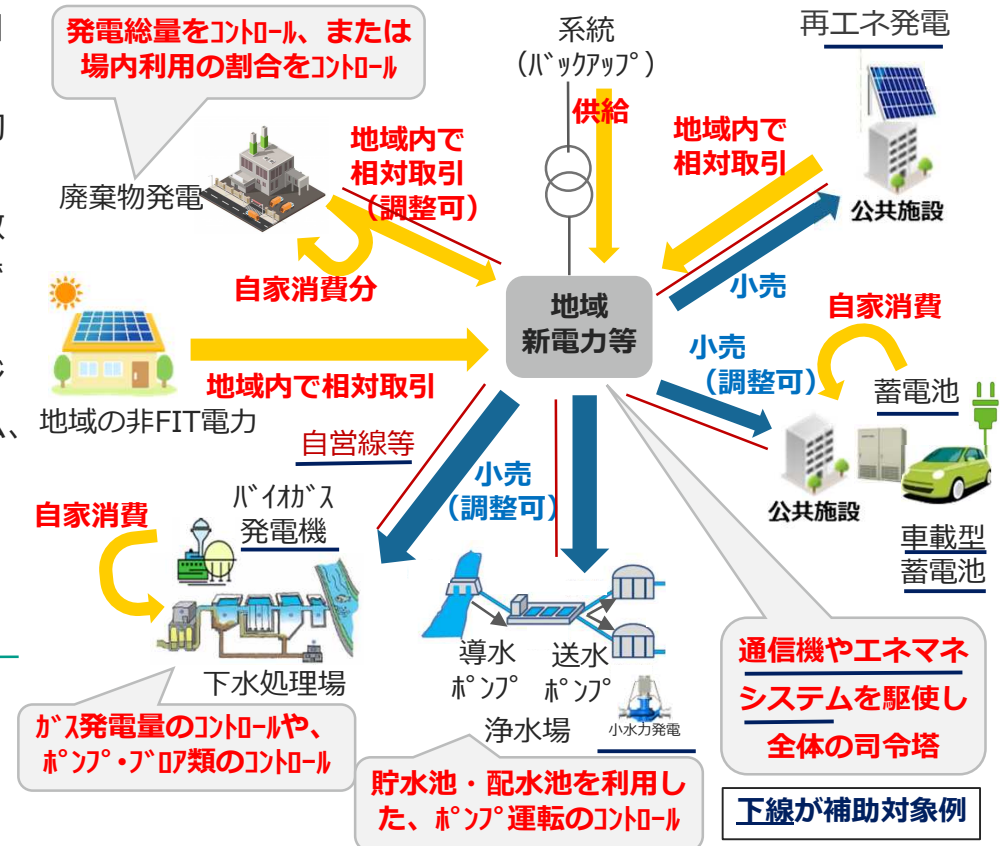 発電総量をｺﾝﾄﾛｰﾙ、または
場内利用の割合をｺﾝﾄﾛｰﾙ
系統
（ﾊﾞｯｸｱｯﾌﾟ）
供給
再エネ発電
公共施設
廃棄物発電
地域内で
相対取引
（調整可）
自家消費分
地域内で
相対取引
小売
地域
新電力等
地域内で相対取引
地域の非FIT電力
小売
（調整可）
自家消費
蓄電池
公共施設
車載型
蓄電池
自営線等
小売
（調整可）
自家消費
ﾊﾞｲｵｶﾞｽ
発電機
下水処理場
導水
ﾎﾟﾝﾌﾟ
送水
ﾎﾟﾝﾌﾟ
浄水場
小水力発電
ｶﾞｽ発電量のｺﾝﾄﾛｰﾙや、
ﾎﾟﾝﾌﾟ・ﾌﾞﾛｱ類のｺﾝﾄﾛｰﾙ
貯水池・配水池を利用し
た、ﾎﾟﾝﾌﾟ運転のｺﾝﾄﾛｰﾙ
通信機やエネマネ
システムを駆使し
全体の司令塔
下線が補助対象例